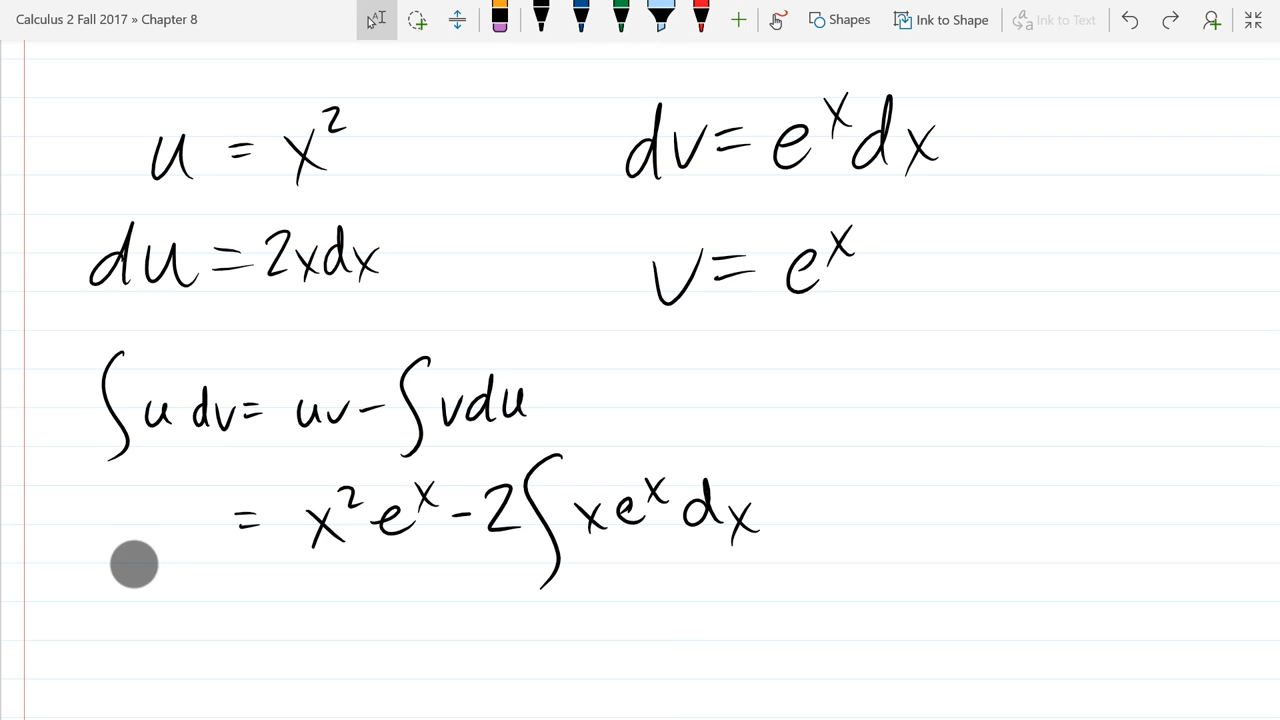 Calculus 2 Fall 2017 » Chapter 8
Shapes
Ink to Shape
Ink to Text
u = x² dv = eˣdx
du = 2xdx v = eˣ
∫u dv = uv - ∫vdu
= x²eˣ - 2∫xeˣdx